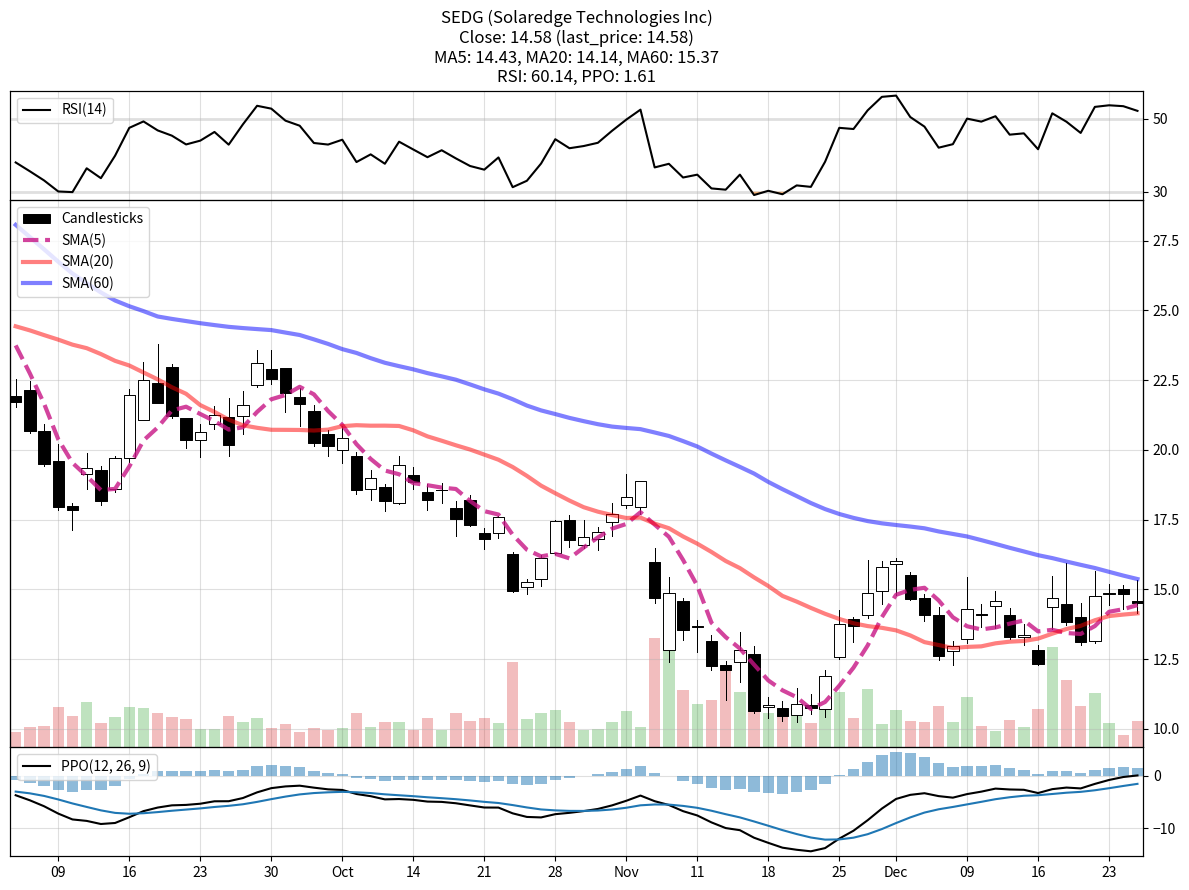 SEDG (Solaredge Technologies Inc)
Close: 14.58 (last_price: 14.58)
MA5: 14.43, MA20: 14.14, MA60: 15.37
RSI: 60.14, PPO: 1.61
RSI(14)
50
30
Candlesticks
SMA(5)
SMA(20)
SMA(60)
27.5
25.0
22.5
20.0
17.5
15.0
12.5
10.0
PPO(12, 26, 9)
0
−10
09 16 23 30 Oct 14 21 28 Nov 11 18 25 Dec 09 16 23